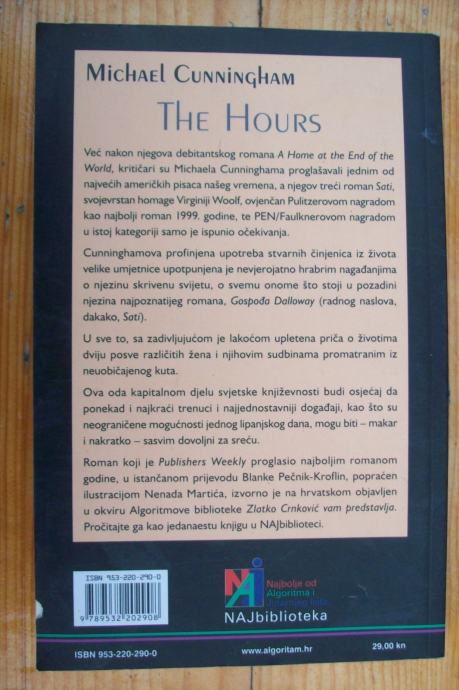 MICHAEL CUNNINGHAM
THE HOURS
Već nakon njegova debitantskog romana A Home at the End of the
World, kritičari su Michaela Cunninghama proglašavali jednim od
najvećih američkih pisaca našeg vremena, a njegov treći roman Sati,
svojevrstan homage Virginiji Woolf, ovjenčan Pulitzerovom nagradom
kao najbolji roman 1999. godine, te PEN/Faulknerovom nagradom
u istoj kategoriji samo je ispunio očekivanja.
Cunninghamova profinjena upotreba stvarnih činjenica iz života
velike umjetnice upotpunjena je nevjerojatno hrabrim nagađanjima
o njezinu skrivenu svijetu, o svemu onome što stoji u pozadini
njezina najpoznatijeg romana, Gospođa Dalloway (radnog naslova,
dakako, Sati).
U sve to, sa zadivljujućom je lakoćom upletena priča o životima
dviju posve različitih žena i njihovim sudbinama promatranim iz
neuobičajenog kuta.
Ova oda kapitalnom djelu svjetske književnosti budi osjećaj da
ponekad i najkraći trenuci i najjednostavniji događaji, kao što su
neograničene mogućnosti jednog lipanjskog dana, mogu biti – makar
i nakratko – sasvim dovoljni za sreću.
Roman koji je Publishers Weekly proglasio najboljim romanom
godine, u istančanom prijevodu Blanke Pečnik-Kroflin, popraćen
ilustracijom Nenada Martića, izvorno je na hrvatskom objavljen
u okviru Algoritmove biblioteke Zlatko Crnković vam predstavlja.
Pročitajte ga kao jedanaestu knjigu u NAJbiblioteci.
ISBN 953-220-290-0
9 789532 202908
NAJ
Najbolje od
Algoritma i
Jutarnjeg lista
NAJbiblioteka
ISBN 953-220-290-0
www.algoritam.hr
29,00 kn